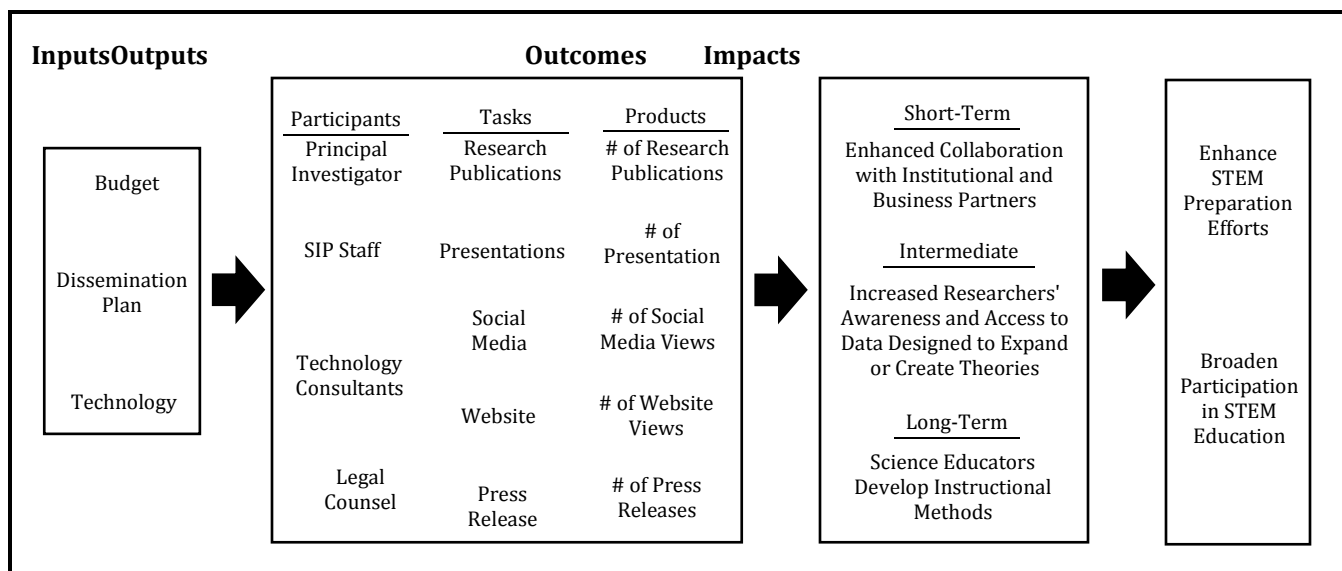 InputsOutputs Outcomes Impacts
Budget
Dissemination
Plan
Technology
Participants
Principal
Investigator
SIP Staff
Technology
Consultants
Legal
Counsel
Tasks
Research
Publications
Presentations
Social
Media
Website
Press
Release
Products
# of Research
Publications
# of
Presentation
# of Social
Media Views
# of Website
Views
# of Press
Releases
Short-Term
Enhanced Collaboration
with Institutional and
Business Partners
Intermediate
Increased Researchers'
Awareness and Access to
Data Designed to Expand
or Create Theories
Long-Term
Science Educators
Develop Instructional
Methods
Enhance
STEM
Preparation
Efforts
Broaden
Participation
in STEM
Education